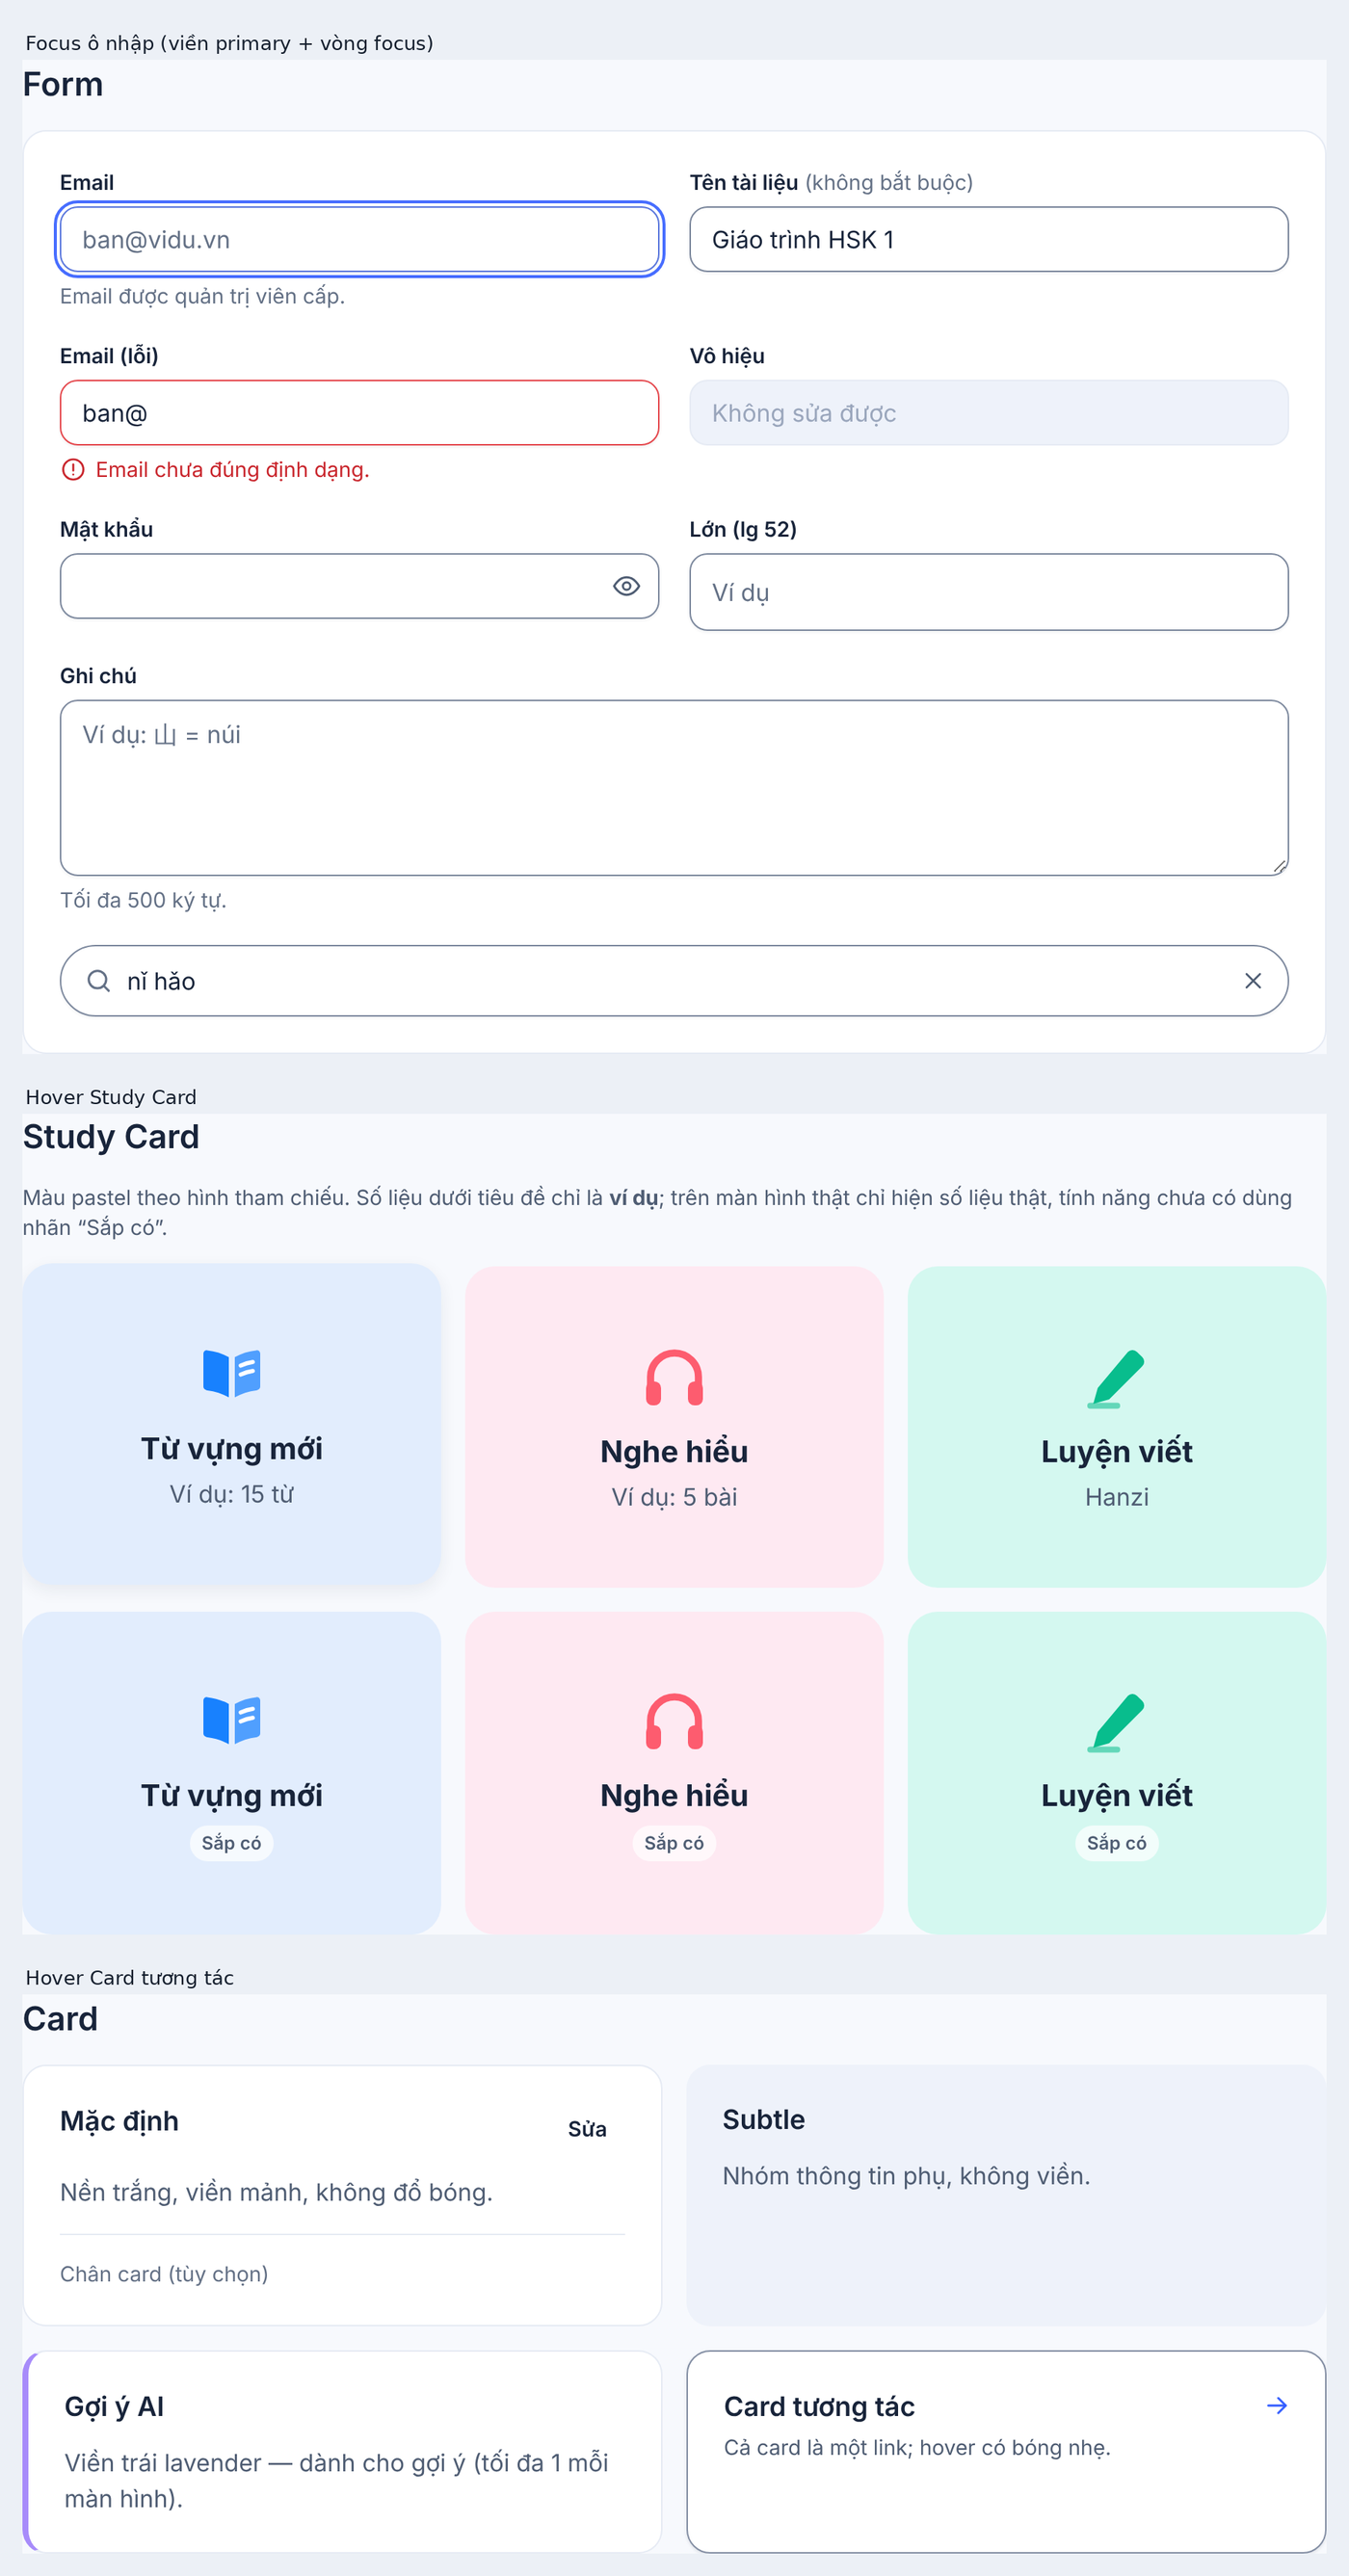 Focus ô nhập (viền primary + vòng focus)
Form
Email
Tên tài liệu (không bắt buộc)
ban@vidu.vn
Giáo trình HSK 1
Email được quản trị viên cấp.
Email (lỗi)
Vô hiệu
ban@
Không sửa được
Email chưa đúng định dạng.
Mật khẩu
Lớn (lg 52)
Ví dụ
Ghi chú
Ví dụ: 山 = núi
Tối đa 500 ký tự.
nǐ hǎo
Hover Study Card
Study Card
Màu pastel theo hình tham chiếu. Số liệu dưới tiêu đề chỉ là ví dụ; trên màn hình thật chỉ hiện số liệu thật, tính năng chưa có dùng
nhãn “Sắp có”.
Từ vựng mới
Ví dụ: 15 từ
Nghe hiểu
Ví dụ: 5 bài
Luyện viết
Hanzi
Từ vựng mới
Sắp có
Nghe hiểu
Sắp có
Luyện viết
Sắp có
Hover Card tương tác
Card
Mặc định
Sửa
Nền trắng, viền mảnh, không đổ bóng.
Chân card (tùy chọn)
Subtle
Nhóm thông tin phụ, không viền.
Gợi ý AI
Viền trái lavender — dành cho gợi ý (tối đa 1 mỗi
màn hình).
Card tương tác
Cả card là một link; hover có bóng nhẹ.